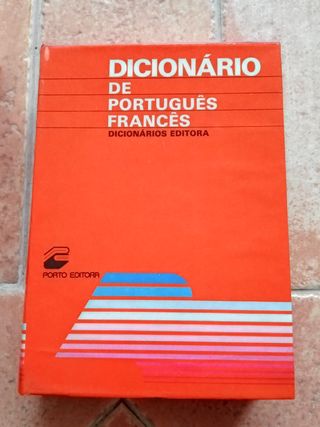 DICIONÁRIO
DE
PORTUGUÊS
FRANCÊS
DICIONÁRIOS EDITORA
PORTO EDITORA